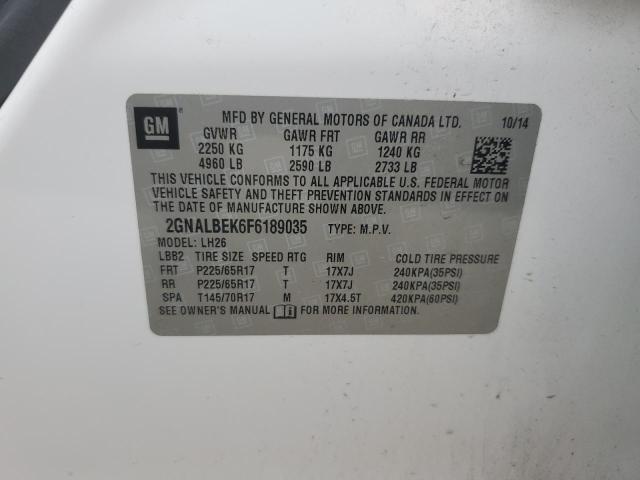 GM
MFD BY GENERAL MOTORS OF CANADA LTD. 10/14
GVWR GAWR FRT GAWR RR
2250 KG 1175 KG 1240 KG
4960 LB 2590 LB 2733 LB
THIS VEHICLE CONFORMS TO ALL APPLICABLE U.S. FEDERAL MOTOR
VEHICLE SAFETY AND THEFT PREVENTION STANDARDS IN EFFECT ON
THE DATE OF MANUFACTURE SHOWN ABOVE.
2GNALBEK6F6189035 TYPE: M.P.V.
MODEL: LH26
LBB2 TIRE SIZE SPEED RTG RIM COLD TIRE PRESSURE
FRT P225/65R17 T 17X7J 240KPA(35PSI)
RR P225/65R17 T 17X7J 240KPA(35PSI)
SPA T145/70R17 M 17X4.5T 420KPA(60PSI)
SEE OWNER'S MANUAL FOR MORE INFORMATION.